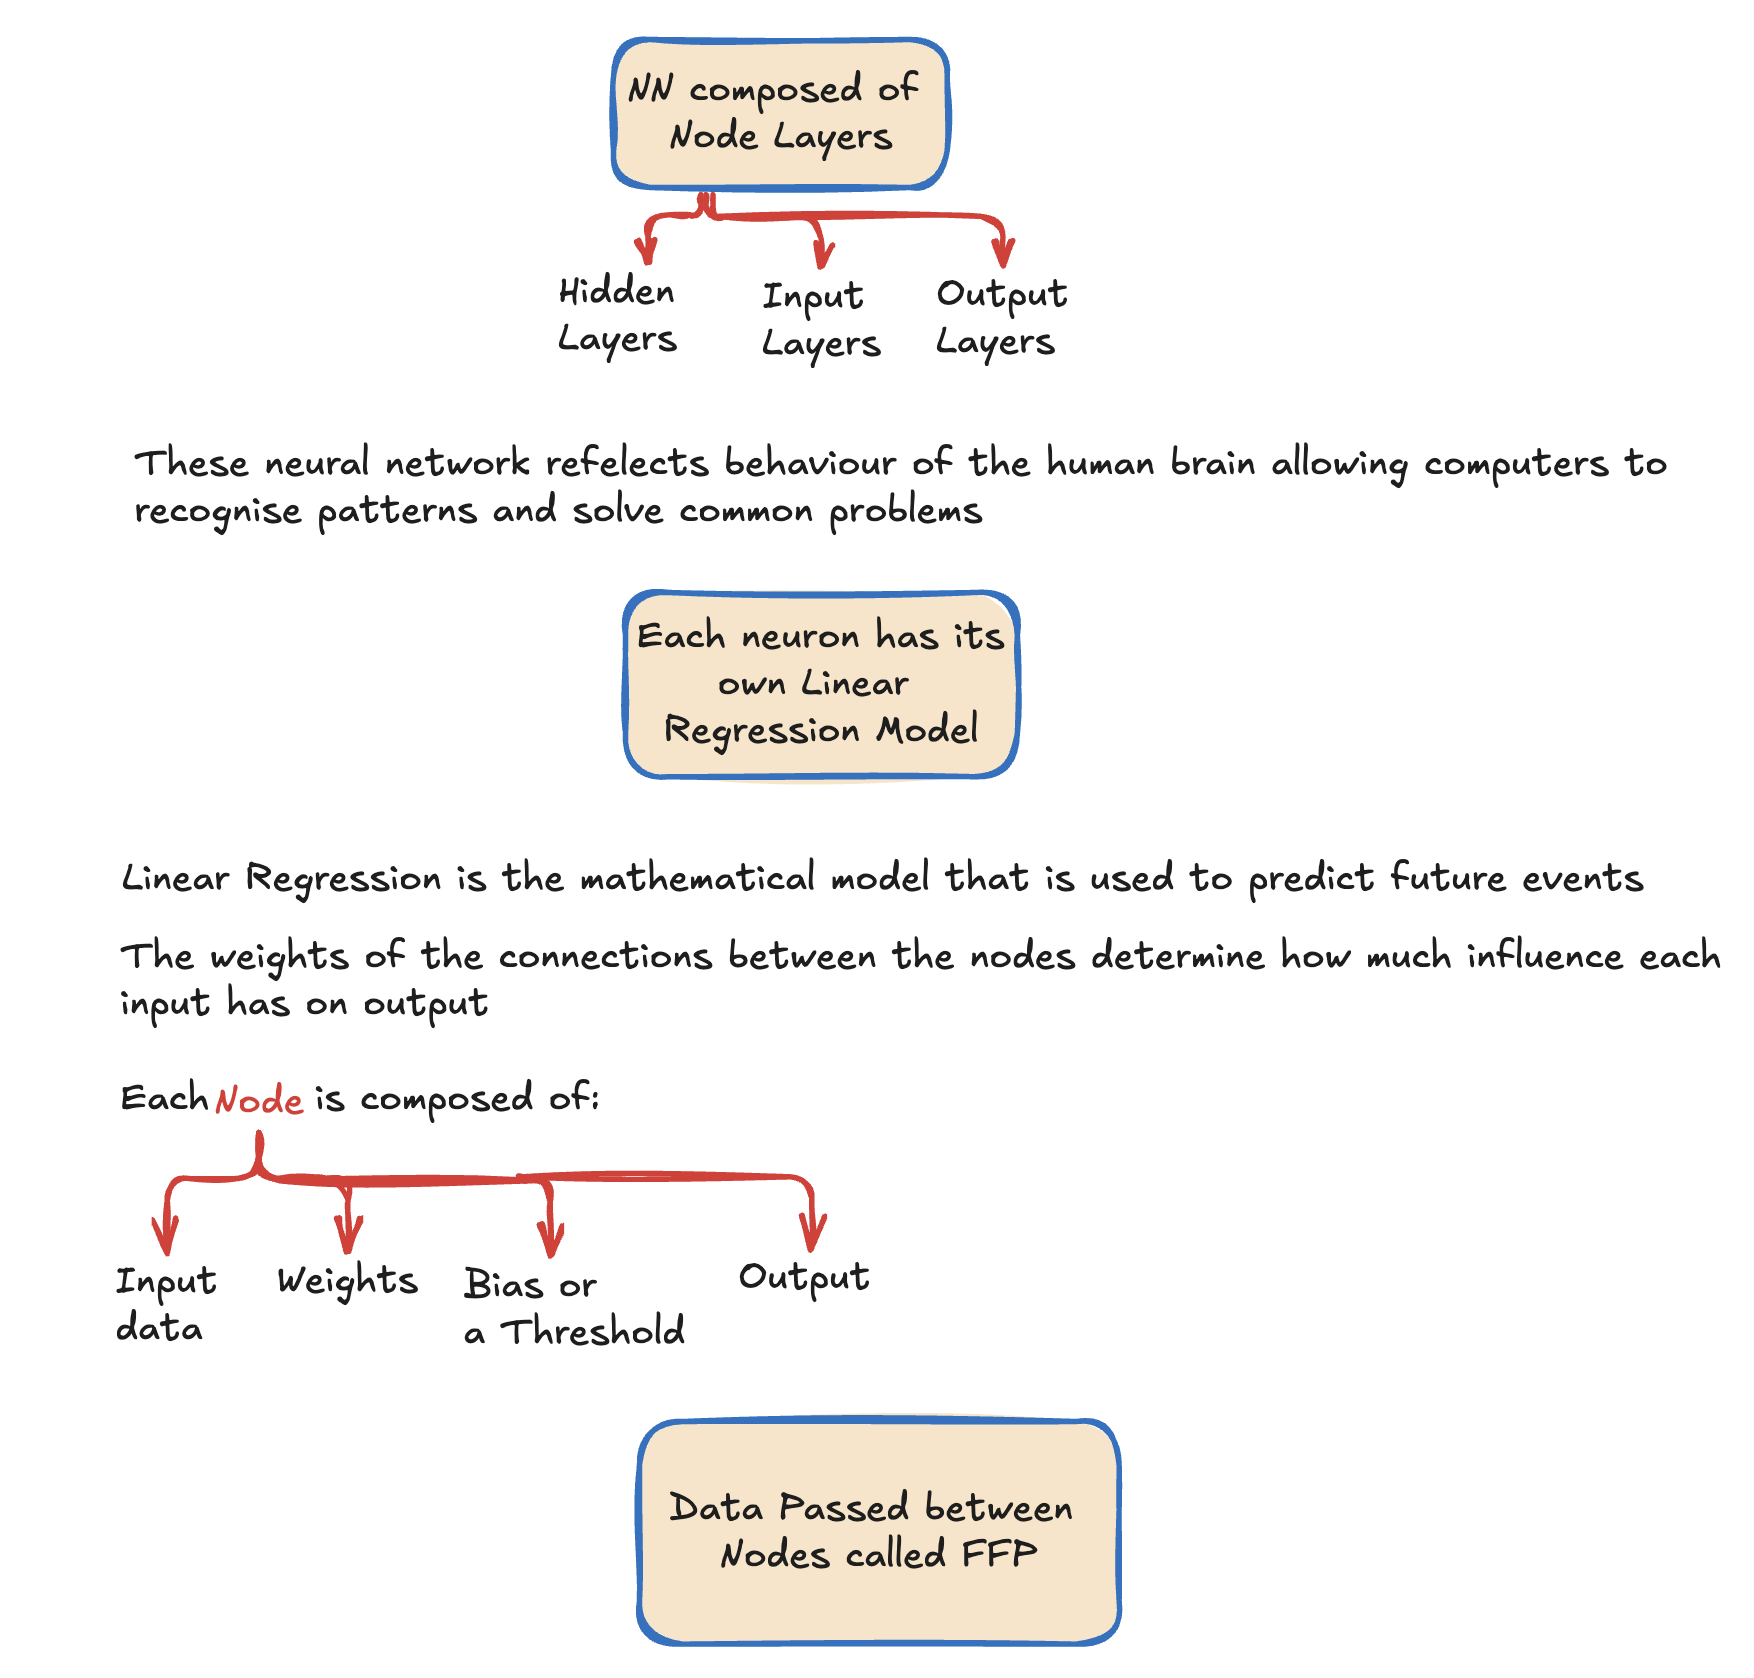 NN composed of
Node Layers
Hidden
Layers
Input
Layers
Output
Layers
These neural network refelects behaviour of the human brain allowing computers to
recognise patterns and solve common problems
Each neuron has its
own Linear
Regression Model
Linear Regression is the mathematical model that is used to predict future events
The weights of the connections between the nodes determine how much influence each
input has on output
Each Node is composed of:
Input
data
Weights
Bias or
a Threshold
Output
Data Passed between
Nodes called FFP